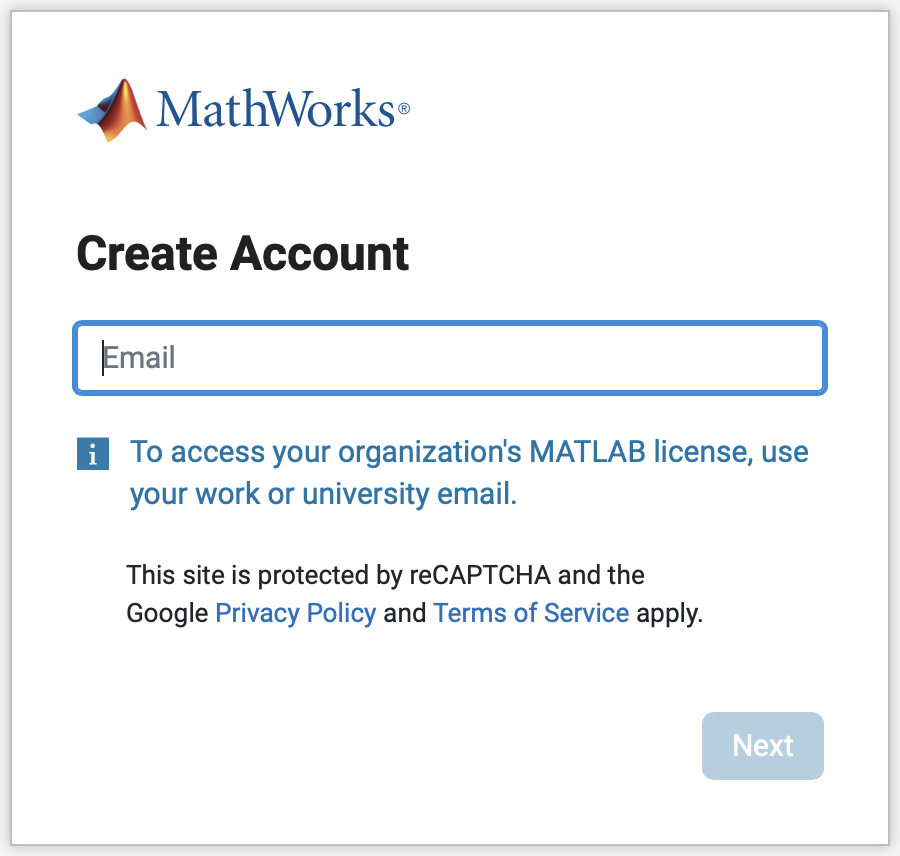 MathWorks®
Create Account
Email
i
To access your organization's MATLAB license, use
your work or university email.
This site is protected by reCAPTCHA and the
Google Privacy Policy and Terms of Service apply.
Next